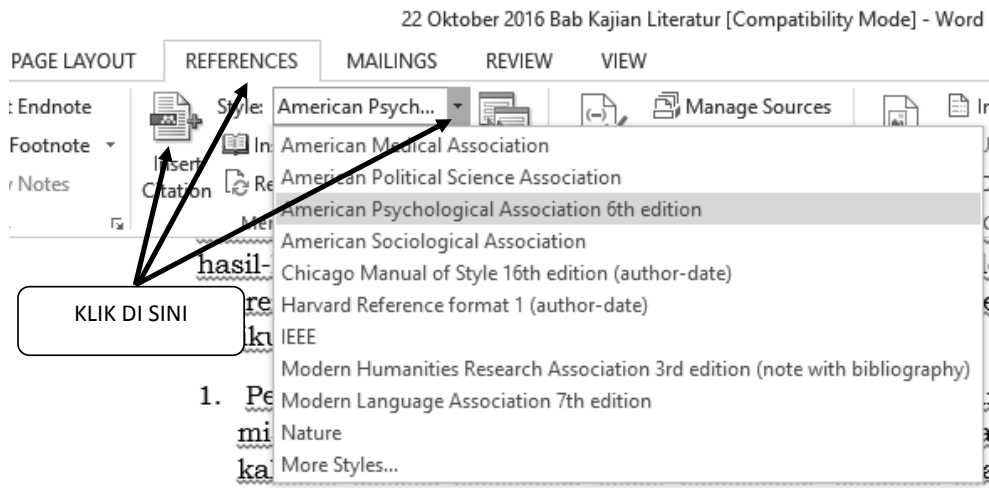 22 Oktober 2016 Bab Kajian Literatur [Compatibility Mode] - Word
PAGE LAYOUT REFERENCES MAILINGS REVIEW VIEW
Endnote
Footnote
Notes
Insert
Citation
Style: American Psych...
Manage Sources
American Medical Association
American Political Science Association
American Psychological Association 6th edition
American Sociological Association
Chicago Manual of Style 16th edition (author-date)
Harvard Reference format 1 (author-date)
IEEE
Modern Humanities Research Association 3rd edition (note with bibliography)
Modern Language Association 7th edition
Nature
More Styles...
KLIK DI SINI
hasil-
1. Pe
mi
ka